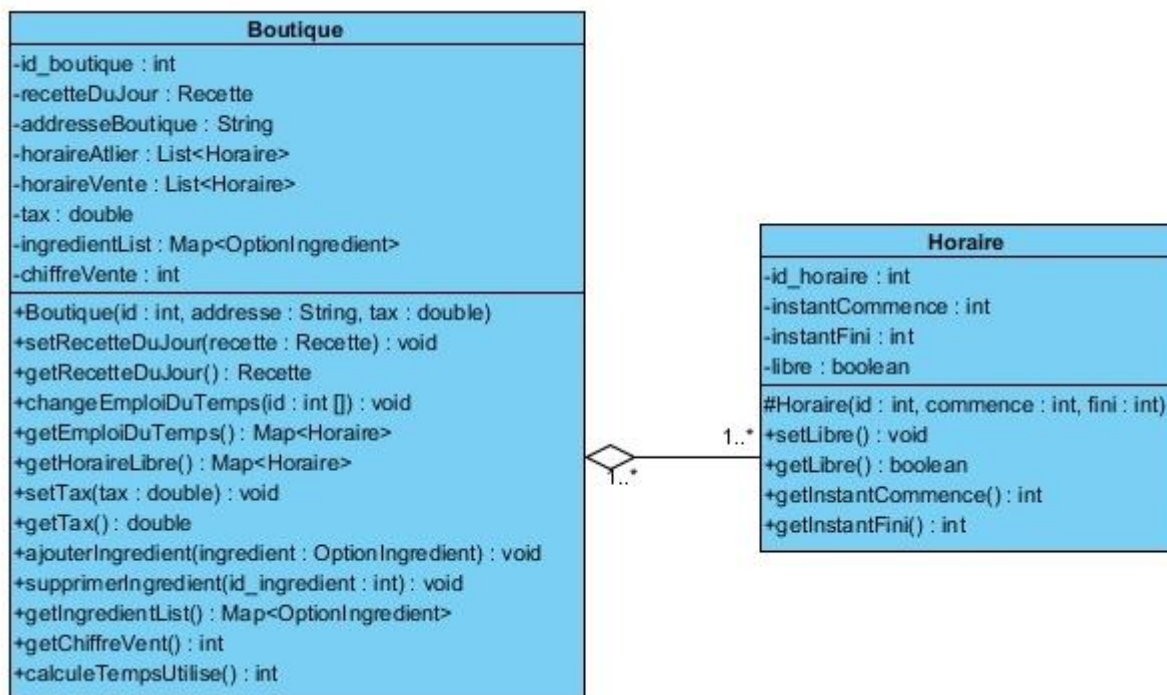 Boutique
-id_boutique : int
-recetteDuJour : Recette
-addresseBoutique : String
-horaireAtlier : List<Horaire>
-horaireVente : List<Horaire>
-tax : double
-ingredientList : Map<OptionIngredient>
-chiffreVente : int
+Boutique(id : int, addresse : String, tax : double)
+setRecetteDuJour(recette : Recette) : void
+getRecetteDuJour() : Recette
+changeEmploiDuTemps(id : int []) : void
+getEmploiDuTemps() : Map<Horaire>
+getHoraireLibre() : Map<Horaire>
+setTax(tax : double) : void
+getTax() : double
+ajouterIngredient(ingredient : OptionIngredient) : void
+supprimerIngredient(id_ingredient : int) : void
+getIngredientList() : Map<OptionIngredient>
+getChiffreVent() : int
+calculeTempsUtilise() : int
1..*
1..*
Horaire
-id_horaire : int
-instantCommence : int
-instantFini : int
-libre : boolean
#Horaire(id : int, commence : int, fini : int)
+setLibre() : void
+getLibre() : boolean
+getInstantCommence() : int
+getInstantFini() : int